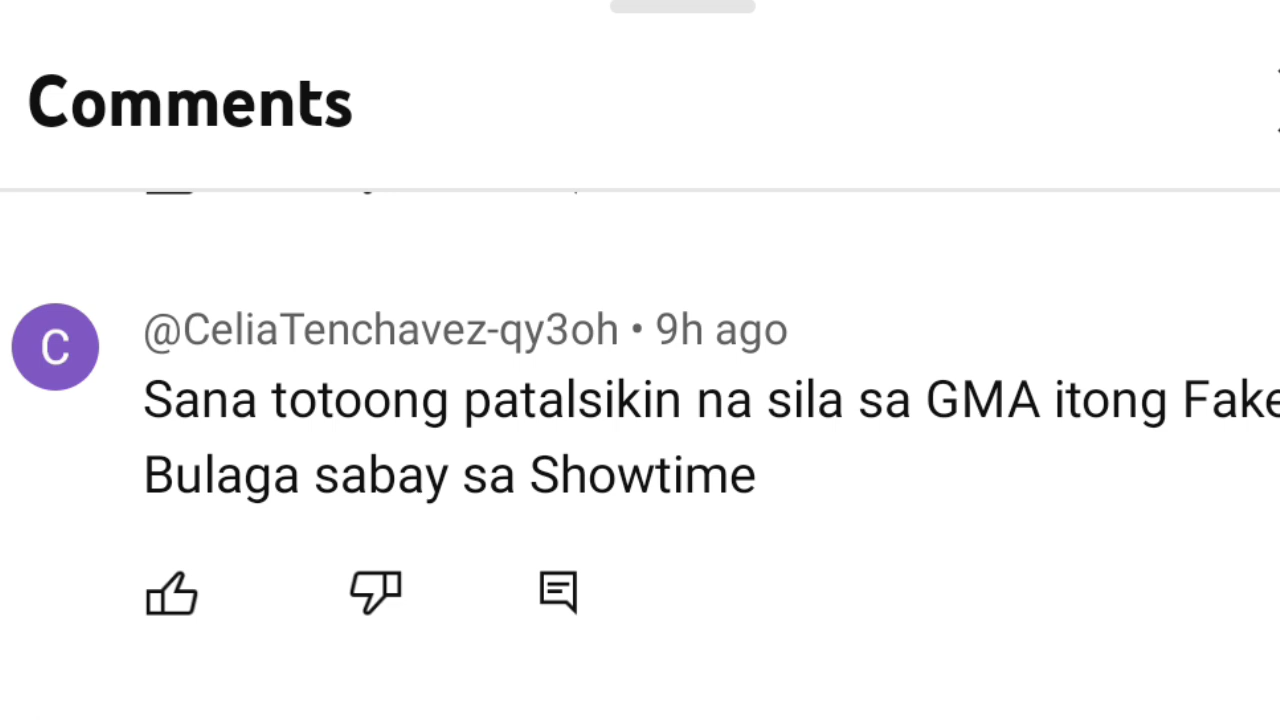 Comments
C
@CeliaTenchavez-qy3oh • 9h ago
Sana totoong patalsikin na sila sa GMA itong Fake
Bulaga sabay sa Showtime